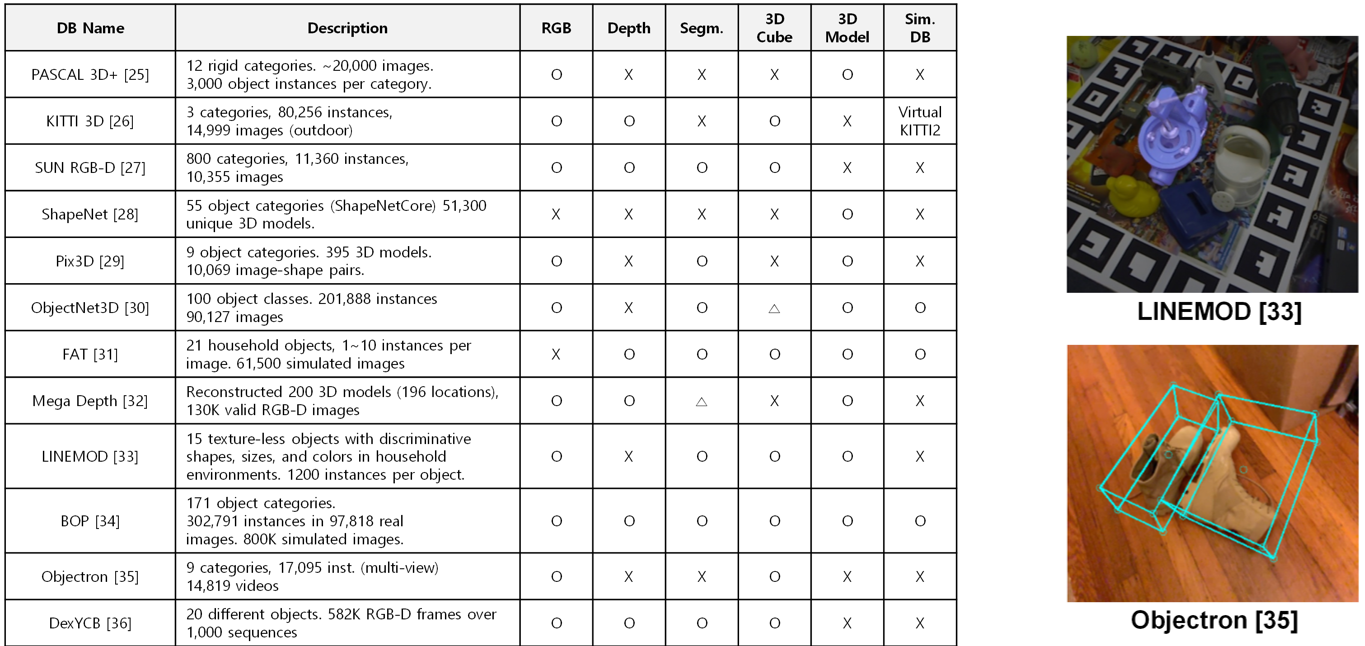 DB Name Description RGB Depth Segm. 3D Cube 3D Model Sim. DB
PASCAL 3D+ [25] 12 rigid categories. ~20,000 images. O X X X O X
3,000 object instances per category.
KITTI 3D [26] 3 categories, 80,256 instances, O O X O X Virtual
14,999 images (outdoor) KITTI2
SUN RGB-D [27] 800 categories, 11,360 instances, O O O O X X
10,355 images
ShapeNet [28] 55 object categories (ShapeNetCore) 51,300 X X X X O X
unique 3D models.
Pix3D [29] 9 object categories. 395 3D models. O X O X O X
10,069 image-shape pairs.
ObjectNet3D [30] 100 object classes. 201,888 instances O X O △ O O
90,127 images
FAT [31] 21 household objects, 1~10 instances per X O O O O O
image. 61,500 simulated images
Mega Depth [32] Reconstructed 200 3D models (196 locations), O O △ X O X
130K valid RGB-D images
LINEMOD [33] 15 texture-less objects with discriminative O X O O O X
shapes, sizes, and colors in household
environments. 1200 instances per object.
BOP [34] 171 object categories. O O O O O O
302,791 instances in 97,818 real
images. 800K simulated images.
Objectron [35] 9 categories, 17,095 inst. (multi-view) O X X O X X
14,819 videos
DexYCB [36] 20 different objects. 582K RGB-D frames over O O O O X X
1,000 sequences
LINEMOD [33]
Objectron [35]